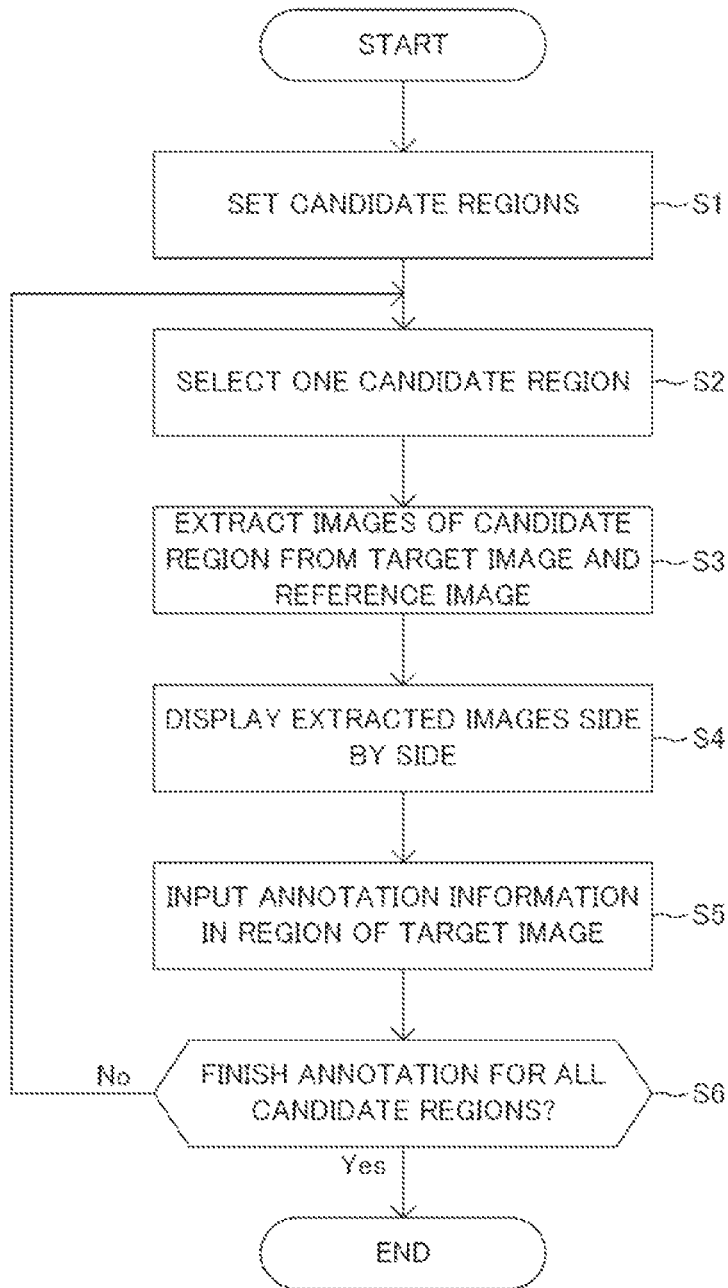 START
SET CANDIDATE REGIONS
S1
SELECT ONE CANDIDATE REGION
S2
EXTRACT IMAGES OF CANDIDATE
REGION FROM TARGET IMAGE AND
REFERENCE IMAGE
S3
DISPLAY EXTRACTED IMAGES SIDE
BY SIDE
S4
INPUT ANNOTATION INFORMATION
IN REGION OF TARGET IMAGE
S5
No
FINISH ANNOTATION FOR ALL
CANDIDATE REGIONS?
S6
Yes
END